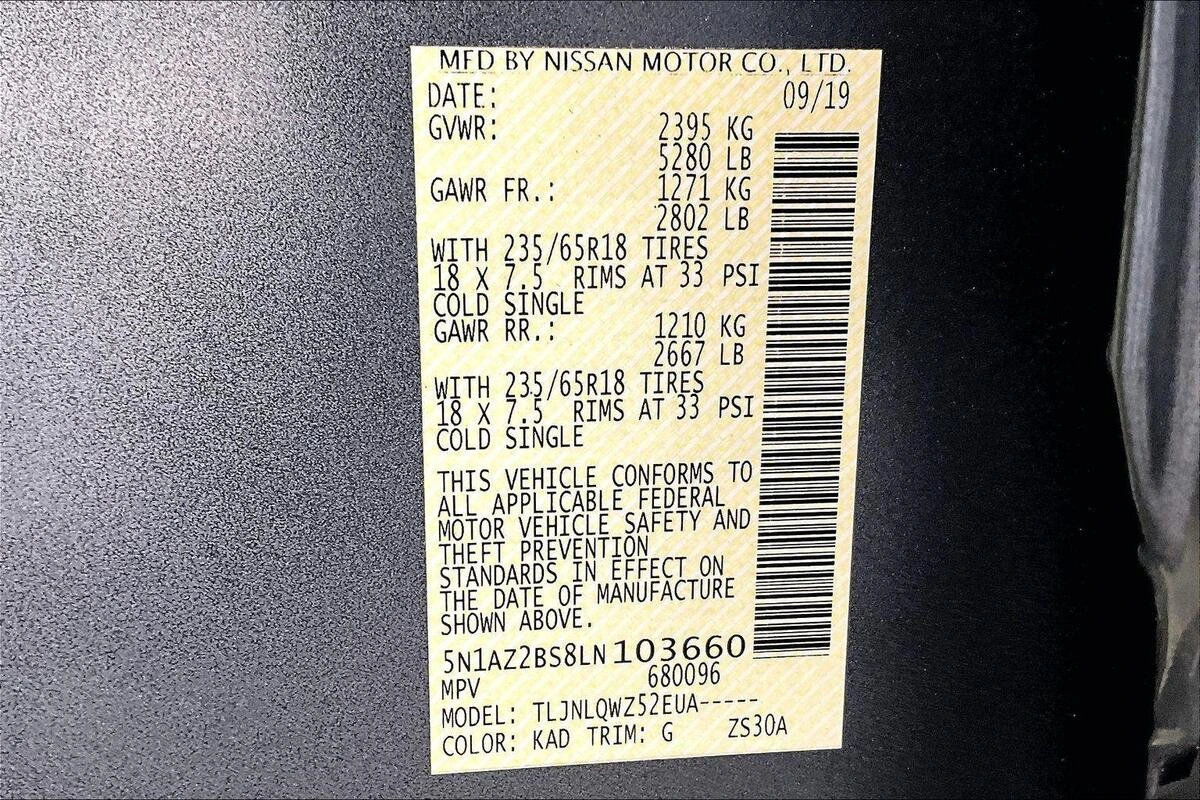 MFD BY NISSAN MOTOR CO., LTD.
DATE: 09/19
GVWR: 2395 KG
5280 LB
GAWR FR.: 1271 KG
2802 LB
WITH 235/65R18 TIRES
18 X 7.5 RIMS AT 33 PSI
COLD SINGLE
GAWR RR.: 1210 KG
2667 LB
WITH 235/65R18 TIRES
18 X 7.5 RIMS AT 33 PSI
COLD SINGLE
THIS VEHICLE CONFORMS TO
ALL APPLICABLE FEDERAL
MOTOR VEHICLE SAFETY AND
THEFT PREVENTION
STANDARDS IN EFFECT ON
THE DATE OF MANUFACTURE
SHOWN ABOVE.
5N1AZ2BS8LN103660
MPV 680096
MODEL: TLJNLQWZ52EUA-----
COLOR: KAD TRIM: G ZS30A